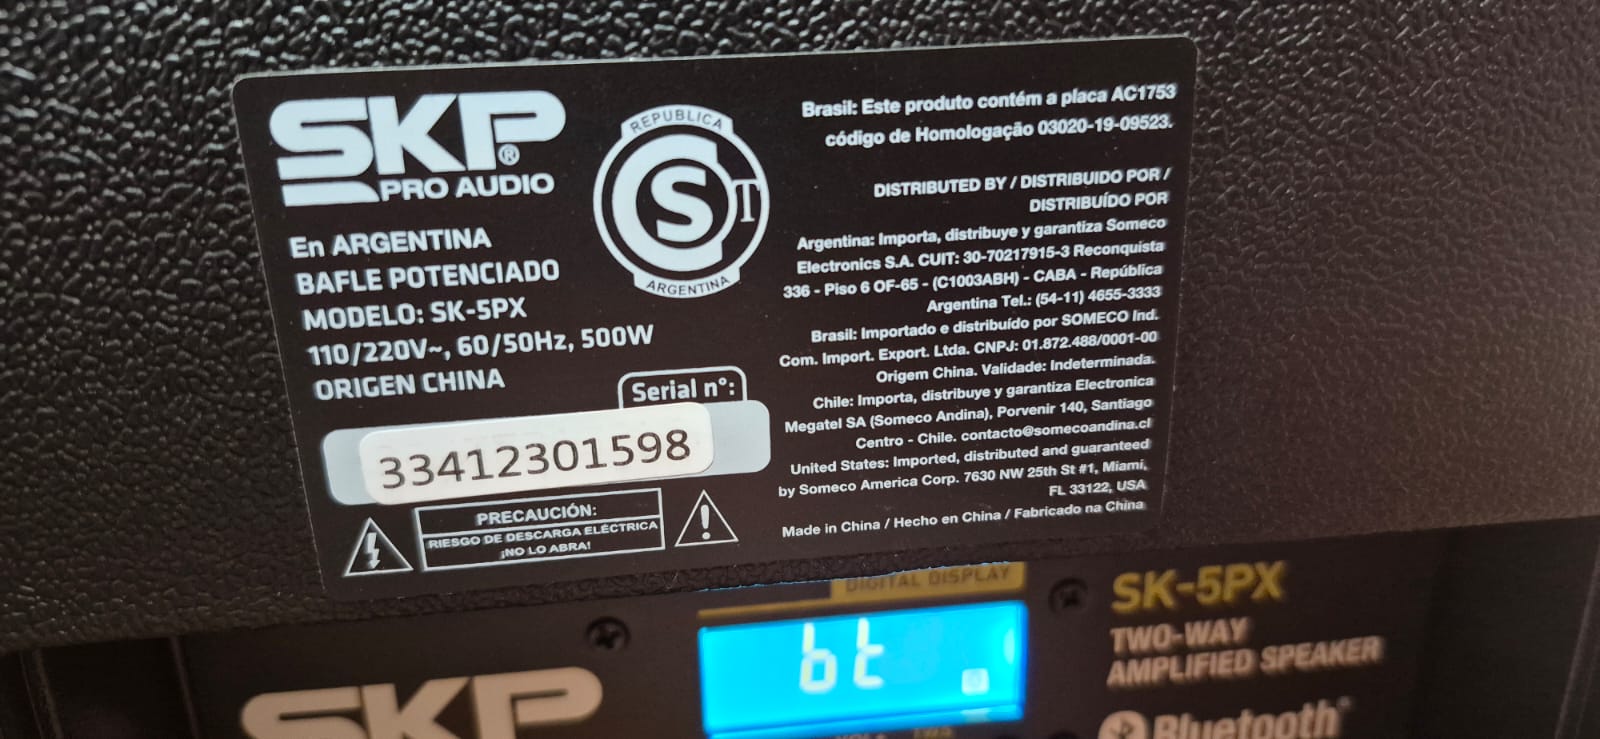 SKP®
PRO AUDIO
En ARGENTINA
BAFLE POTENCIADO
MODELO: SK-5PX
110/220V~, 60/50Hz, 500W
ORIGEN CHINA
Serial n°:
33412301598
PRECAUCIÓN:
RIESGO DE DESCARGA ELÉCTRICA
¡NO LO ABRA!
REPUBLICA
S T
ARGENTINA
Brasil: Este produto contém a placa AC1753
código de Homologação 03020-19-09523.
DISTRIBUTED BY / DISTRIBUIDO POR /
DISTRIBUÍDO POR
Argentina: Importa, distribuye y garantiza Someco
Electronics S.A. CUIT: 30-70217915-3 Reconquista
336 - Piso 6 OF-65 - (C1003ABH) - CABA - República
Argentina Tel.: (54-11) 4655-3333
Brasil: Importado e distribuído por SOMECO Ind.
Com. Import. Export. Ltda. CNPJ: 01.872.488/0001-00
Origem China. Validade: Indeterminada.
Chile: Importa, distribuye y garantiza Electronica
Megatel SA (Someco Andina), Porvenir 140, Santiago
Centro - Chile. contacto@somecoandina.cl
United States: Imported, distributed and guaranteed
by Someco America Corp. 7630 NW 25th St #1, Miami,
FL 33122, USA
Made in China / Hecho en China / Fabricado na China
DIGITAL DISPLAY
bt
SKP
SK-5PX
TWO-WAY
AMPLIFIED SPEAKER
Bluetooth